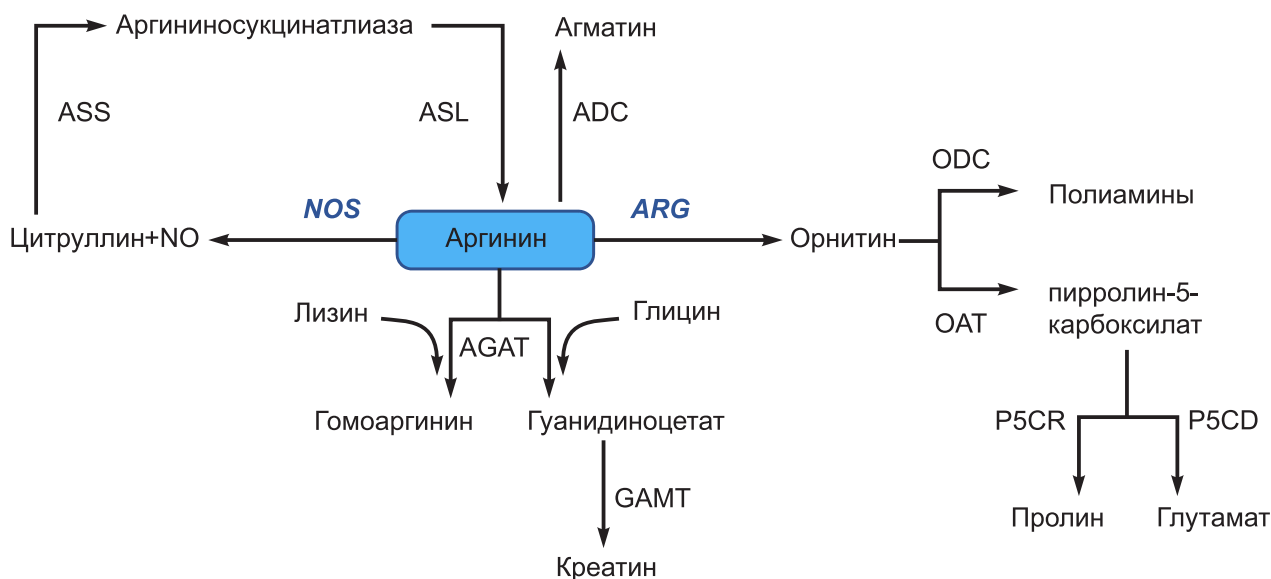 Аргининосукцинатлиаза
Агматин
ASS
ASL
ADC
ODC
Полиамины
NOS
ARG
Цитруллин+NO
Аргинин
Орнитин
Лизин
Глицин
пирролин-5-
карбоксилат
OAT
AGAT
Гомоаргинин
Гуанидиноцетат
P5CR
P5CD
GAMT
Пролин
Глутамат
Креатин